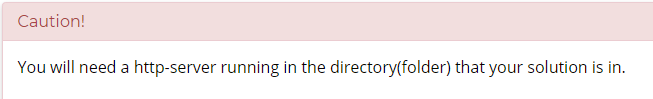 Caution!
You will need a http-server running in the directory(folder) that your solution is in.